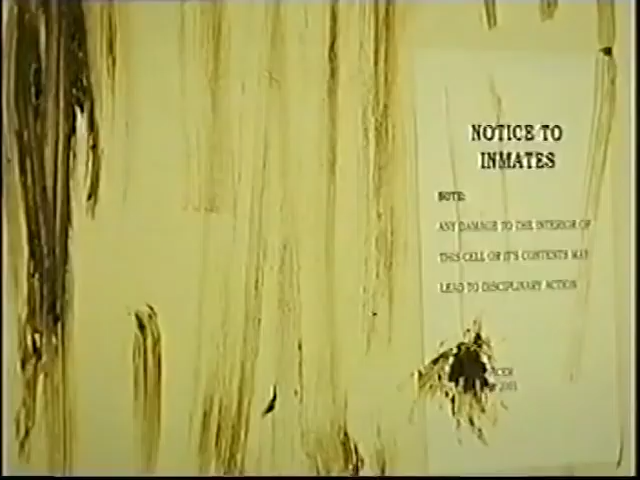 NOTICE TO
INMATES
NOTE:
ANY DAMAGE TO THE INTERIOR OF
THIS CELL OR IT'S CONTENTS MAY
LEAD TO DISCIPLINARY ACTION